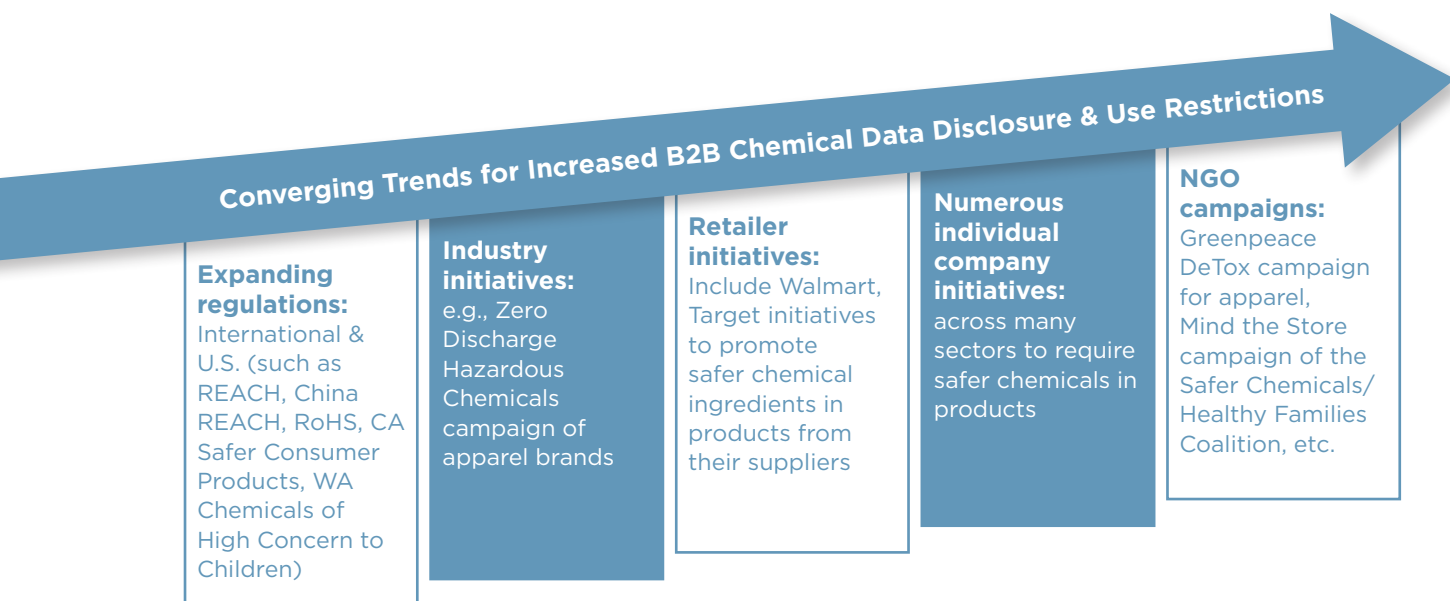 Converging Trends for Increased B2B Chemical Data Disclosure & Use Restrictions
Expanding
regulations:
International &
U.S. (such as
REACH, China
REACH, RoHS, CA
Safer Consumer
Products, WA
Chemicals of
High Concern to
Children)
Industry
initiatives:
e.g., Zero
Discharge
Hazardous
Chemicals
campaign of
apparel brands
Retailer
initiatives:
Include Walmart,
Target initiatives
to promote
safer chemical
ingredients in
products from
their suppliers
Numerous
individual
company
initiatives:
across many
sectors to require
safer chemicals in
products
NGO
campaigns:
Greenpeace
DeTox campaign
for apparel,
Mind the Store
campaign of the
Safer Chemicals/
Healthy Families
Coalition, etc.